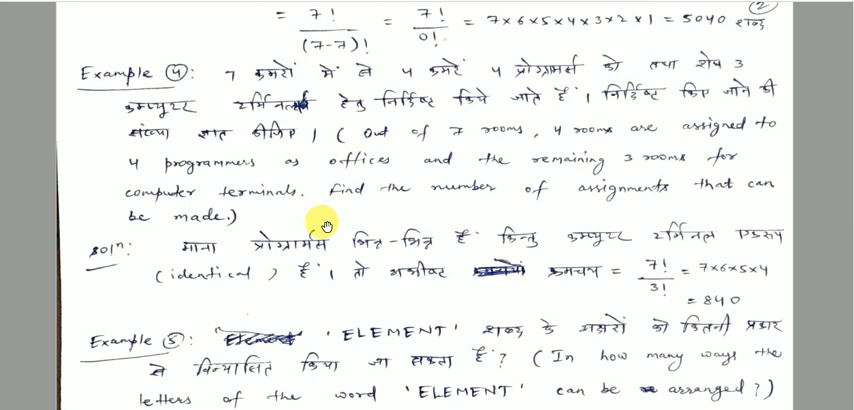 ②
= 7! / (7-7)! = 7! / 0! = 7×6×5×4×3×2×1 = 5040 शब्द
Example ④: 7 कमरों में से 4 कमरें 4 प्रोग्रामर्स को तथा शेष 3
कम्प्यूटर टर्मिनल हेतु निर्दिष्ट किये जाते हैं। निर्दिष्ट किए जाने की
संख्या ज्ञात कीजिए। (Out of 7 rooms, 4 rooms are assigned to
4 programmers as offices and the remaining 3 rooms for
computer terminals. Find the number of assignments that can
be made.)
Solⁿ: माना प्रोग्रामर्स भिन्न-भिन्न हैं किन्तु कम्प्यूटर टर्मिनल एकरूप
(identical) हैं, तो अभीष्ट क्रमचय = 7! / 3! = 7×6×5×4
= 840
Example ⑤: 'ELEMENT' शब्द के अक्षरों को कितनी प्रकार
से विन्यासित किया जा सकता है? (In how many ways the
letters of the word 'ELEMENT' can be arranged?)